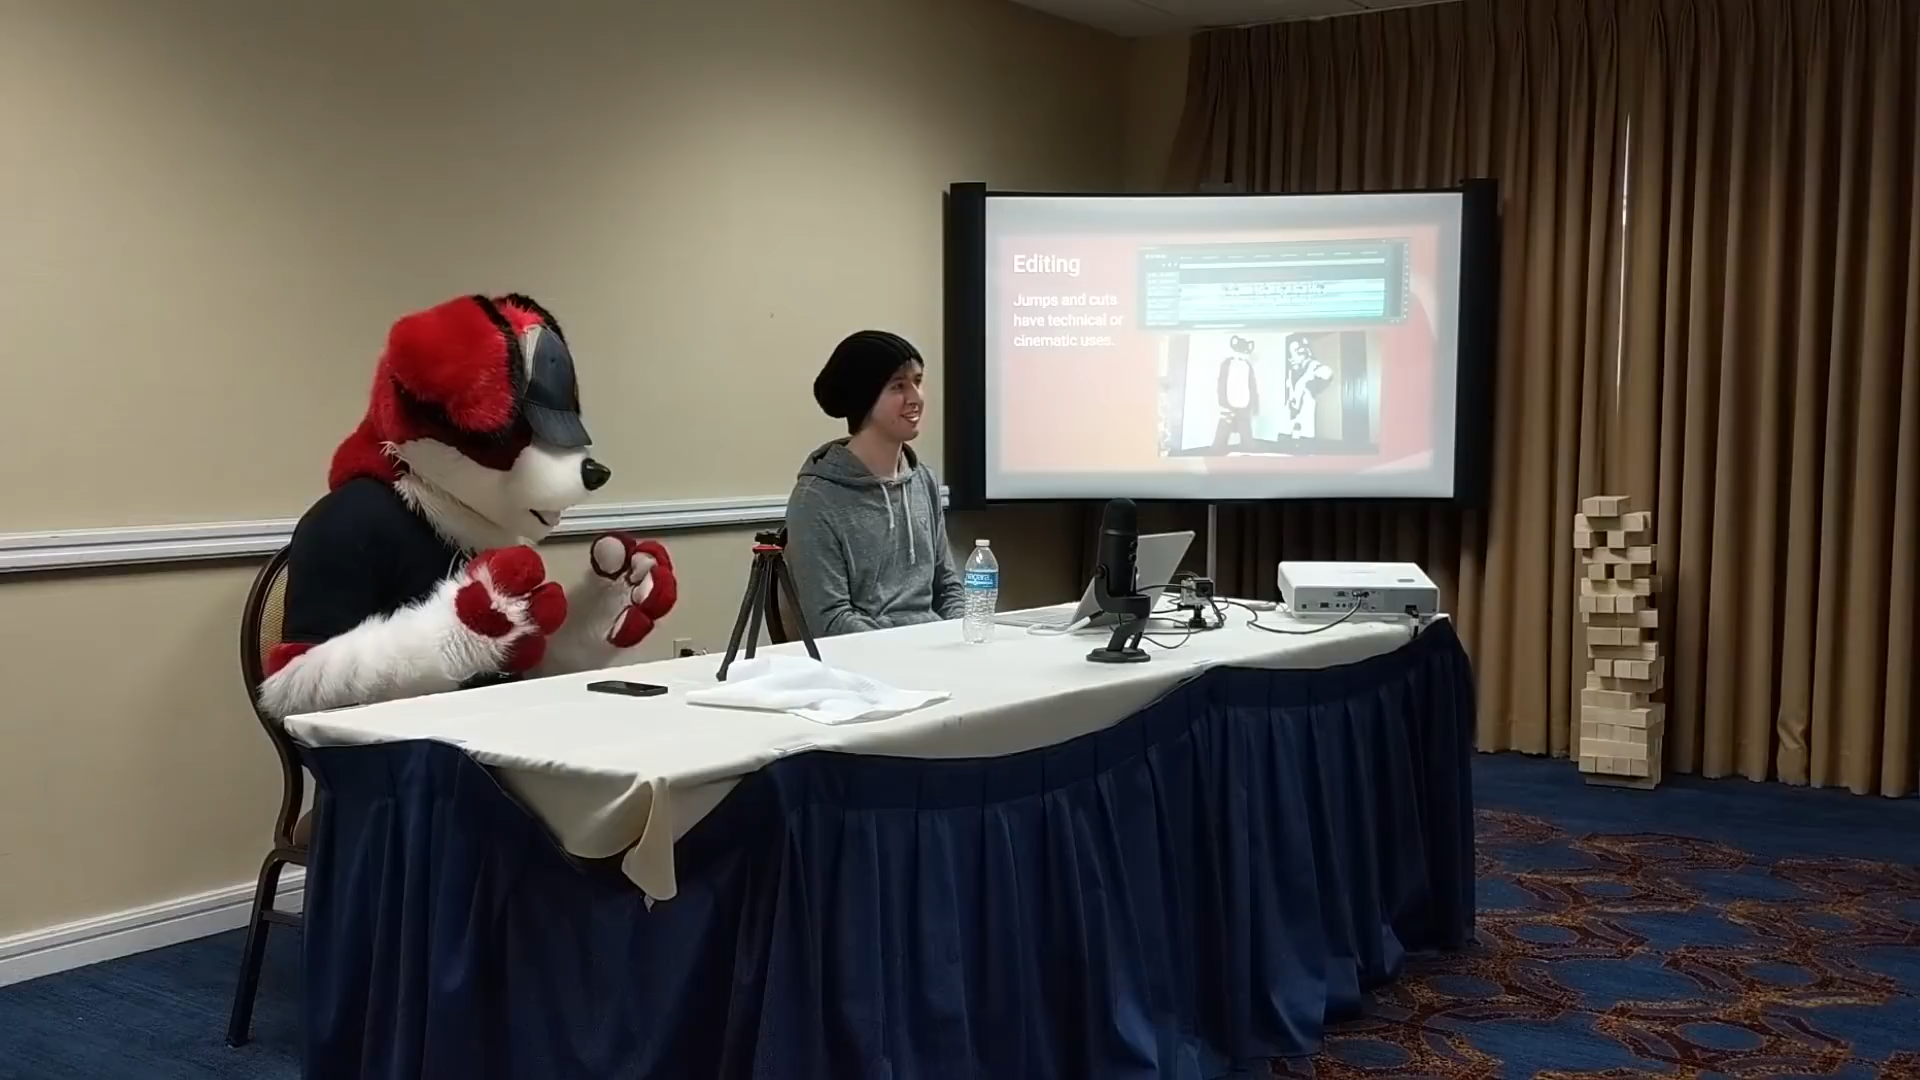 Editing
Jumps and cuts
have technical or
cinematic uses.